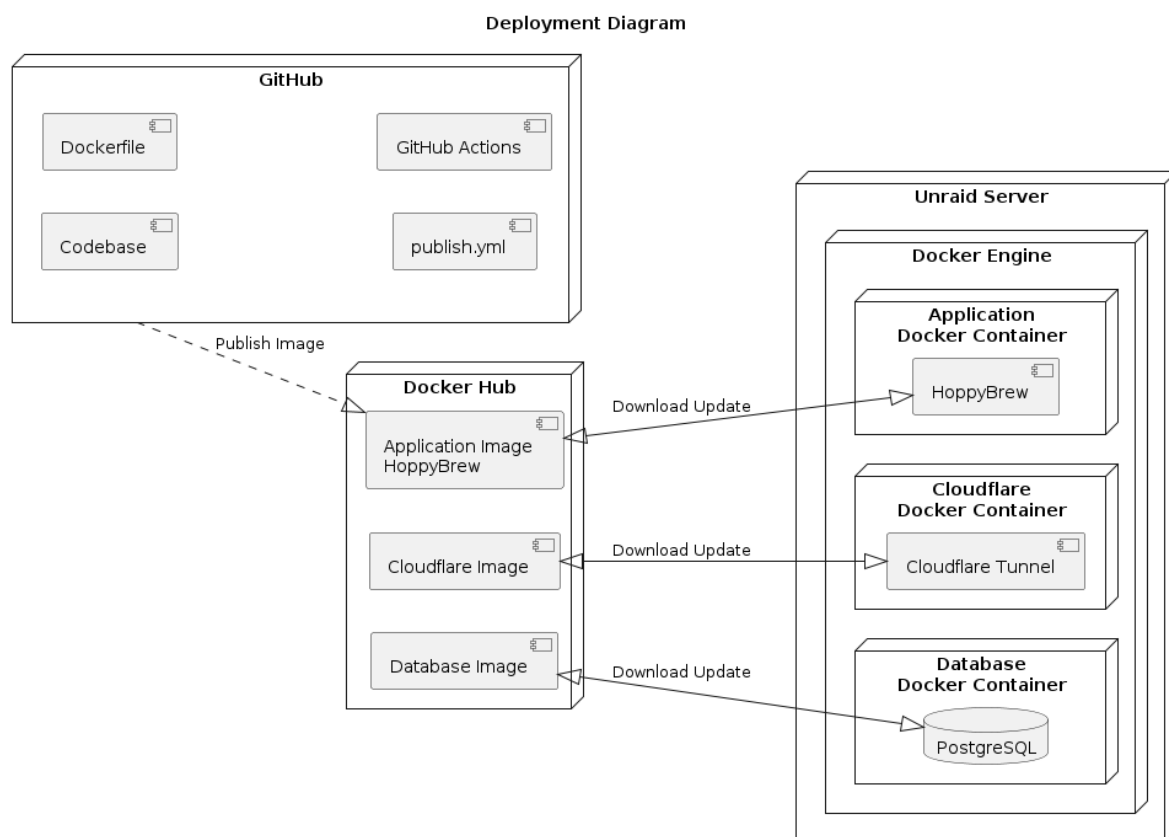 Deployment Diagram
GitHub
Dockerfile
GitHub Actions
Codebase
publish.yml
Publish Image
Docker Hub
Application Image
HoppyBrew
Cloudflare Image
Database Image
Download Update
Download Update
Download Update
Unraid Server
Docker Engine
Application
Docker Container
HoppyBrew
Cloudflare
Docker Container
Cloudflare Tunnel
Database
Docker Container
PostgreSQL